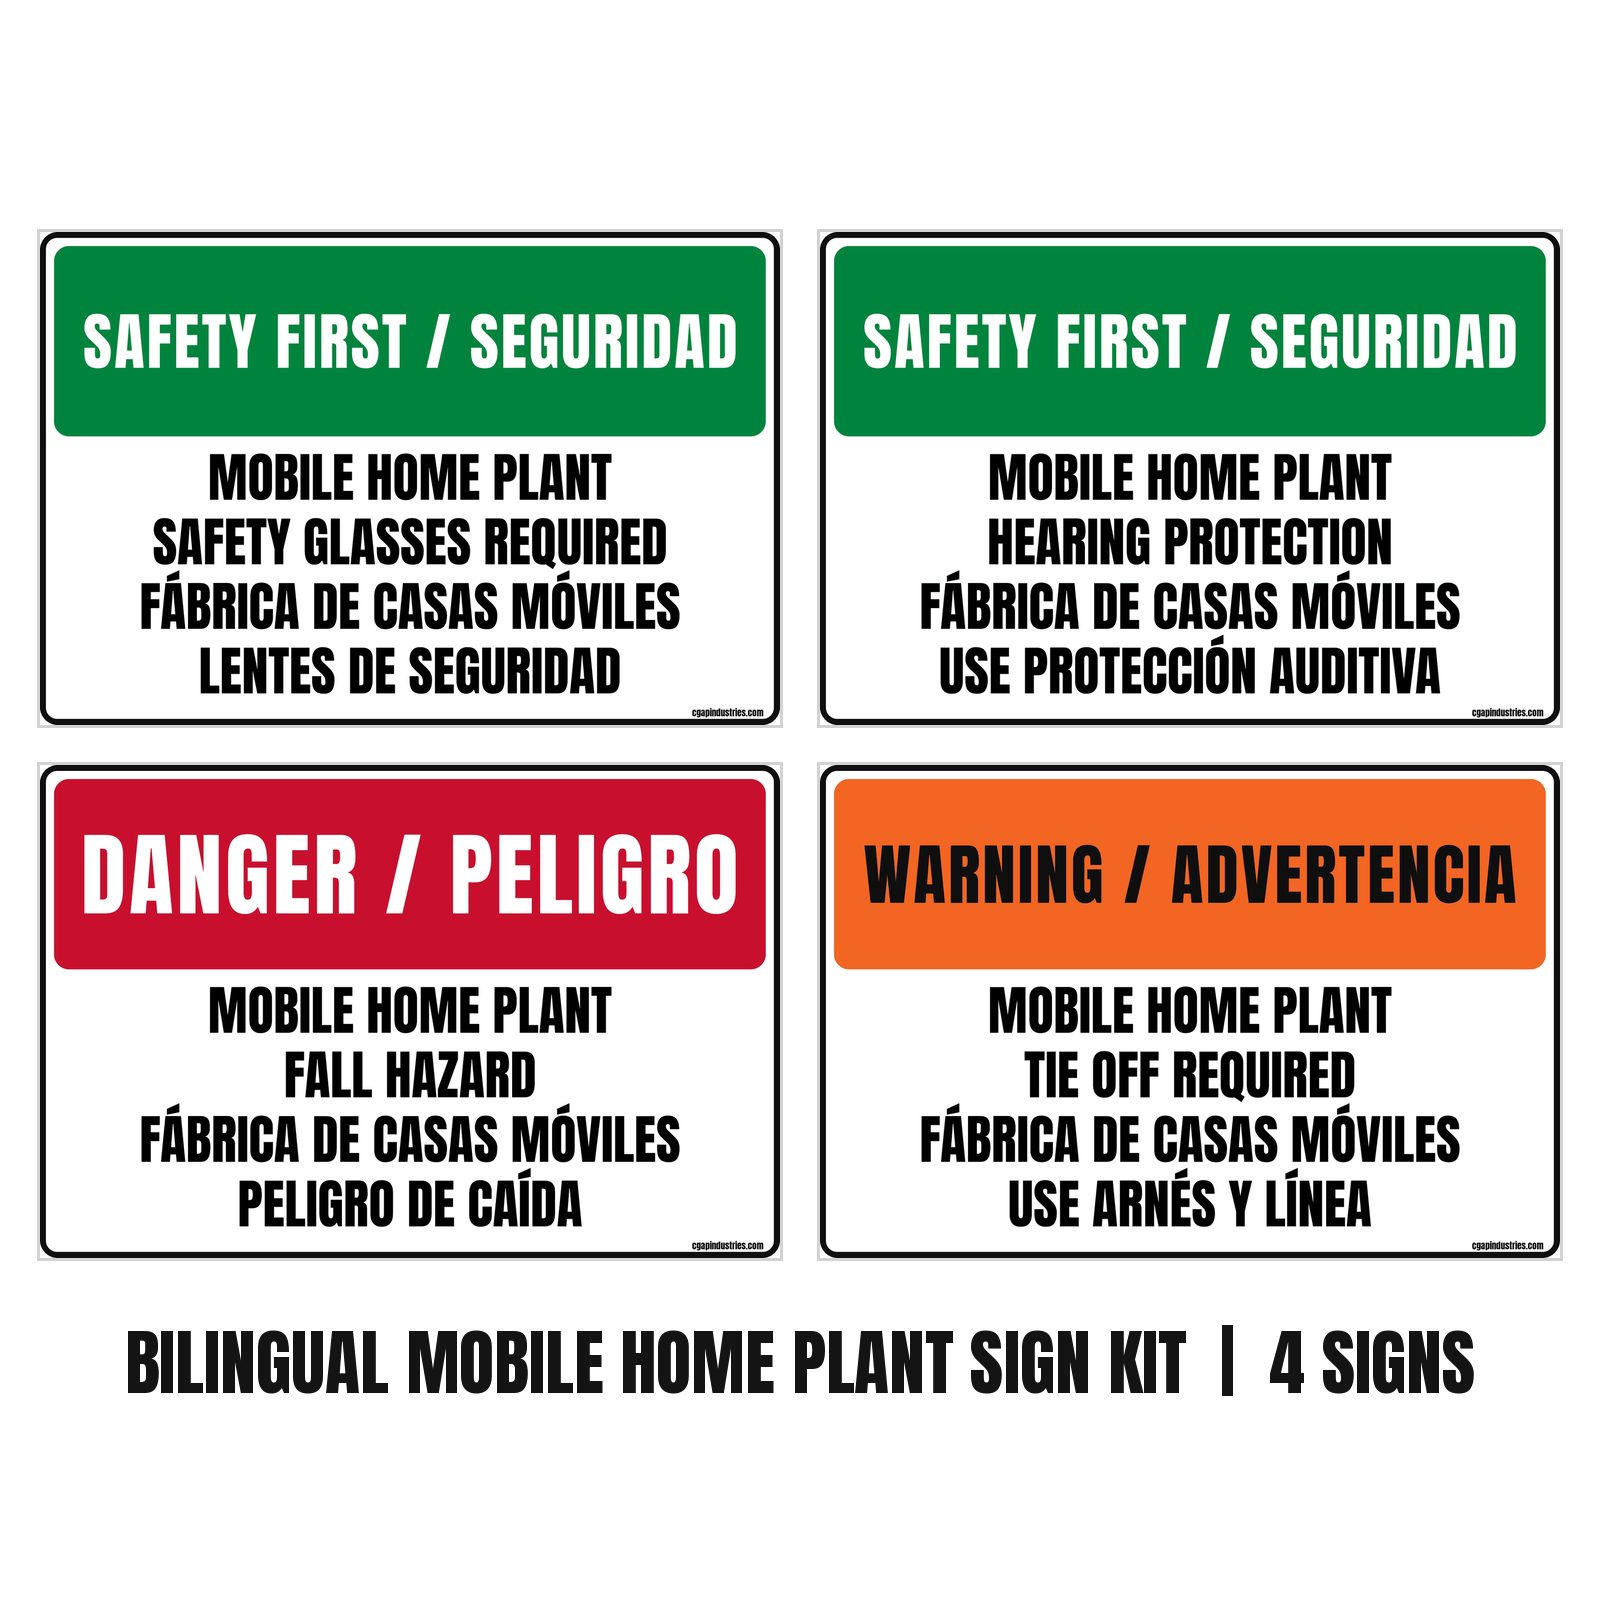 SAFETY FIRST / SEGURIDAD
MOBILE HOME PLANT
SAFETY GLASSES REQUIRED
FÁBRICA DE CASAS MÓVILES
LENTES DE SEGURIDAD
cgapindustries.com
SAFETY FIRST / SEGURIDAD
MOBILE HOME PLANT
HEARING PROTECTION
FÁBRICA DE CASAS MÓVILES
USE PROTECCIÓN AUDITIVA
cgapindustries.com
DANGER / PELIGRO
MOBILE HOME PLANT
FALL HAZARD
FÁBRICA DE CASAS MÓVILES
PELIGRO DE CAÍDA
cgapindustries.com
WARNING / ADVERTENCIA
MOBILE HOME PLANT
TIE OFF REQUIRED
FÁBRICA DE CASAS MÓVILES
USE ARNÉS Y LÍNEA
cgapindustries.com
BILINGUAL MOBILE HOME PLANT SIGN KIT | 4 SIGNS